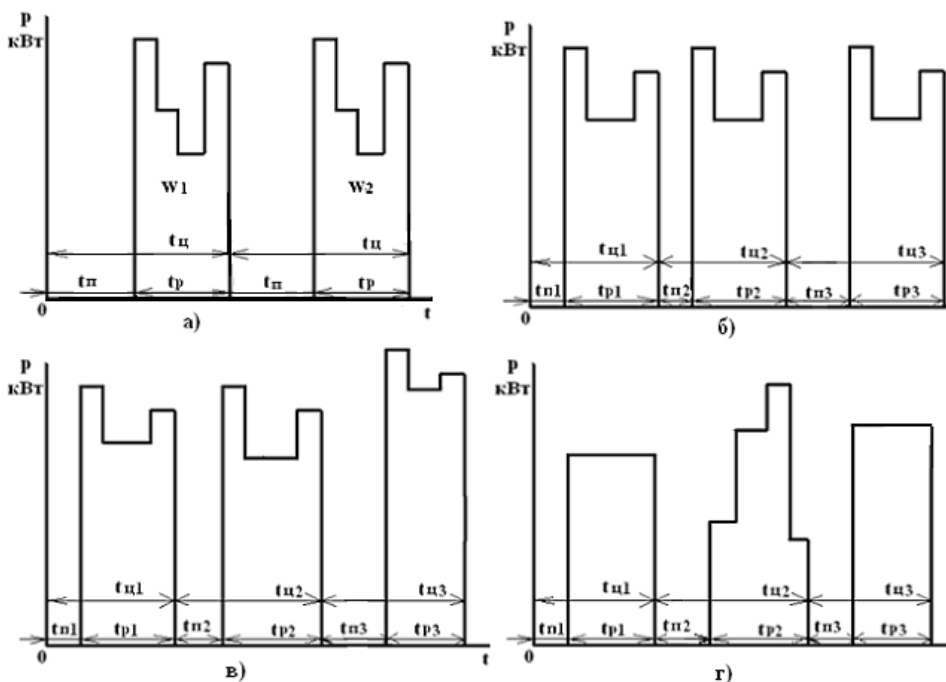 Р
кВт
W1
W2
tц
tц
tп
tр
tп
tр
0
t
а)
Р
кВт
tц1
tц2
tц3
tп1
tр1
tп2
tр2
tп3
tр3
0
б)
Р
кВт
tц1
tц2
tц3
tп1
tр1
tп2
tр2
tп3
tр3
0
t
в)
Р
кВт
tц1
tц2
tц3
tп1
tр1
tп2
tр2
tп3
tр3
0
г)